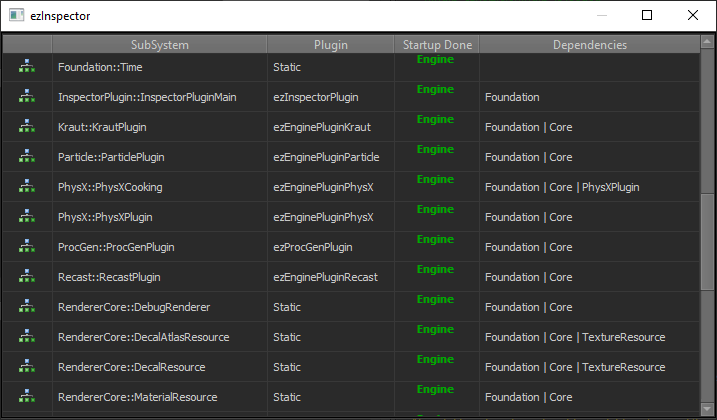 ezInspector
SubSystem Plugin Startup Done Dependencies
Foundation::Time Static Engine
InspectorPlugin::InspectorPluginMain ezInspectorPlugin Engine Foundation
Kraut::KrautPlugin ezEnginePluginKraut Engine Foundation | Core
Particle::ParticlePlugin ezEnginePluginParticle Engine Foundation | Core
PhysX::PhysXCooking ezEnginePluginPhysX Engine Foundation | Core | PhysXPlugin
PhysX::PhysXPlugin ezEnginePluginPhysX Engine Foundation | Core
ProcGen::ProcGenPlugin ezProcGenPlugin Engine Foundation | Core
Recast::RecastPlugin ezEnginePluginRecast Engine Foundation | Core
RendererCore::DebugRenderer Static Engine Foundation | Core
RendererCore::DecalAtlasResource Static Engine Foundation | Core | TextureResource
RendererCore::DecalResource Static Engine Foundation | Core | TextureResource
RendererCore::MaterialResource Static Engine Foundation | Core